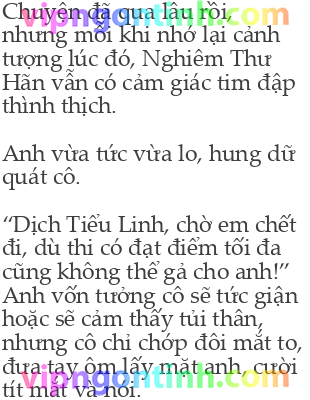 Chuyện đã qua lâu rồi,
vipngontinh.com
nhưng mỗi khi nhớ lại cảnh
tượng lúc đó, Nghiêm Thư
Hãn vẫn có cảm giác tim đập
thình thịch.
Anh vừa tức vừa lo, hung dữ
quát cô.
“Dịch Tiểu Linh, chờ em chết
đi, dù thi có đạt điểm tối đa
cũng không thể gả cho anh!”
Anh vốn tưởng cô sẽ tức giận
hoặc sẽ cảm thấy tủi thân,
nhưng cô chỉ chớp đôi mắt to,
đưa tay ôm lấy mặt anh, cười
tít mắt và nói.
vipngontinh.com